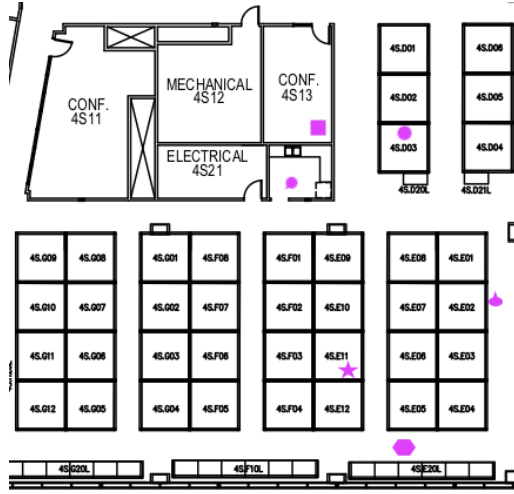 CONF.
4S11
MECHANICAL
4S12
CONF.
4S13
ELECTRICAL
4S21
4S.D01
4S.D06
4S.D02
4S.D05
4S.D03
4S.D04
4S.D20L
4S.D21L
4S.G09 4S.G08 4S.G01 4S.F08 4S.F01 4S.E09 4S.E08 4S.E01
4S.G10 4S.G07 4S.G02 4S.F07 4S.F02 4S.E10 4S.E07 4S.E02
4S.G11 4S.G06 4S.G03 4S.F06 4S.F03 4S.E11 4S.E06 4S.E03
4S.G12 4S.G05 4S.G04 4S.F05 4S.F04 4S.E12 4S.E05 4S.E04
4S.G20L 4S.F10L 4S.E20L